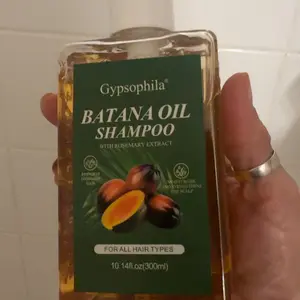 Gypsophila®
BATANA OIL
SHAMPOO
WITH ROSEMARY EXTRACT
FOR ALL HAIR TYPES
10.14fl.oz(300ml)